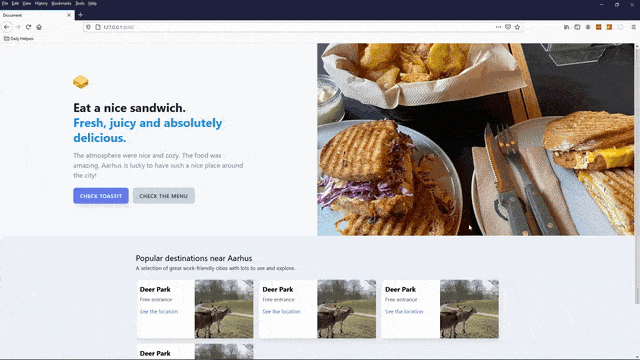 File Edit View History Bookmarks Tools Help
Document
127.0.0.1:8080
Daily Helpers
Eat a nice sandwich.
Fresh, juicy and absolutely
delicious.
The atmosphere were nice and cozy. The food was
amazing. Aarhus is lucky to have such a nice place around
the city!
CHECK TOASTIT
CHECK THE MENU
Popular destinations near Aarhus
A selection of great work-friendly cities with lots to see and explore.
Deer Park
Free entrance
See the location
Deer Park
Free entrance
See the location
Deer Park
Free entrance
See the location
Deer Park